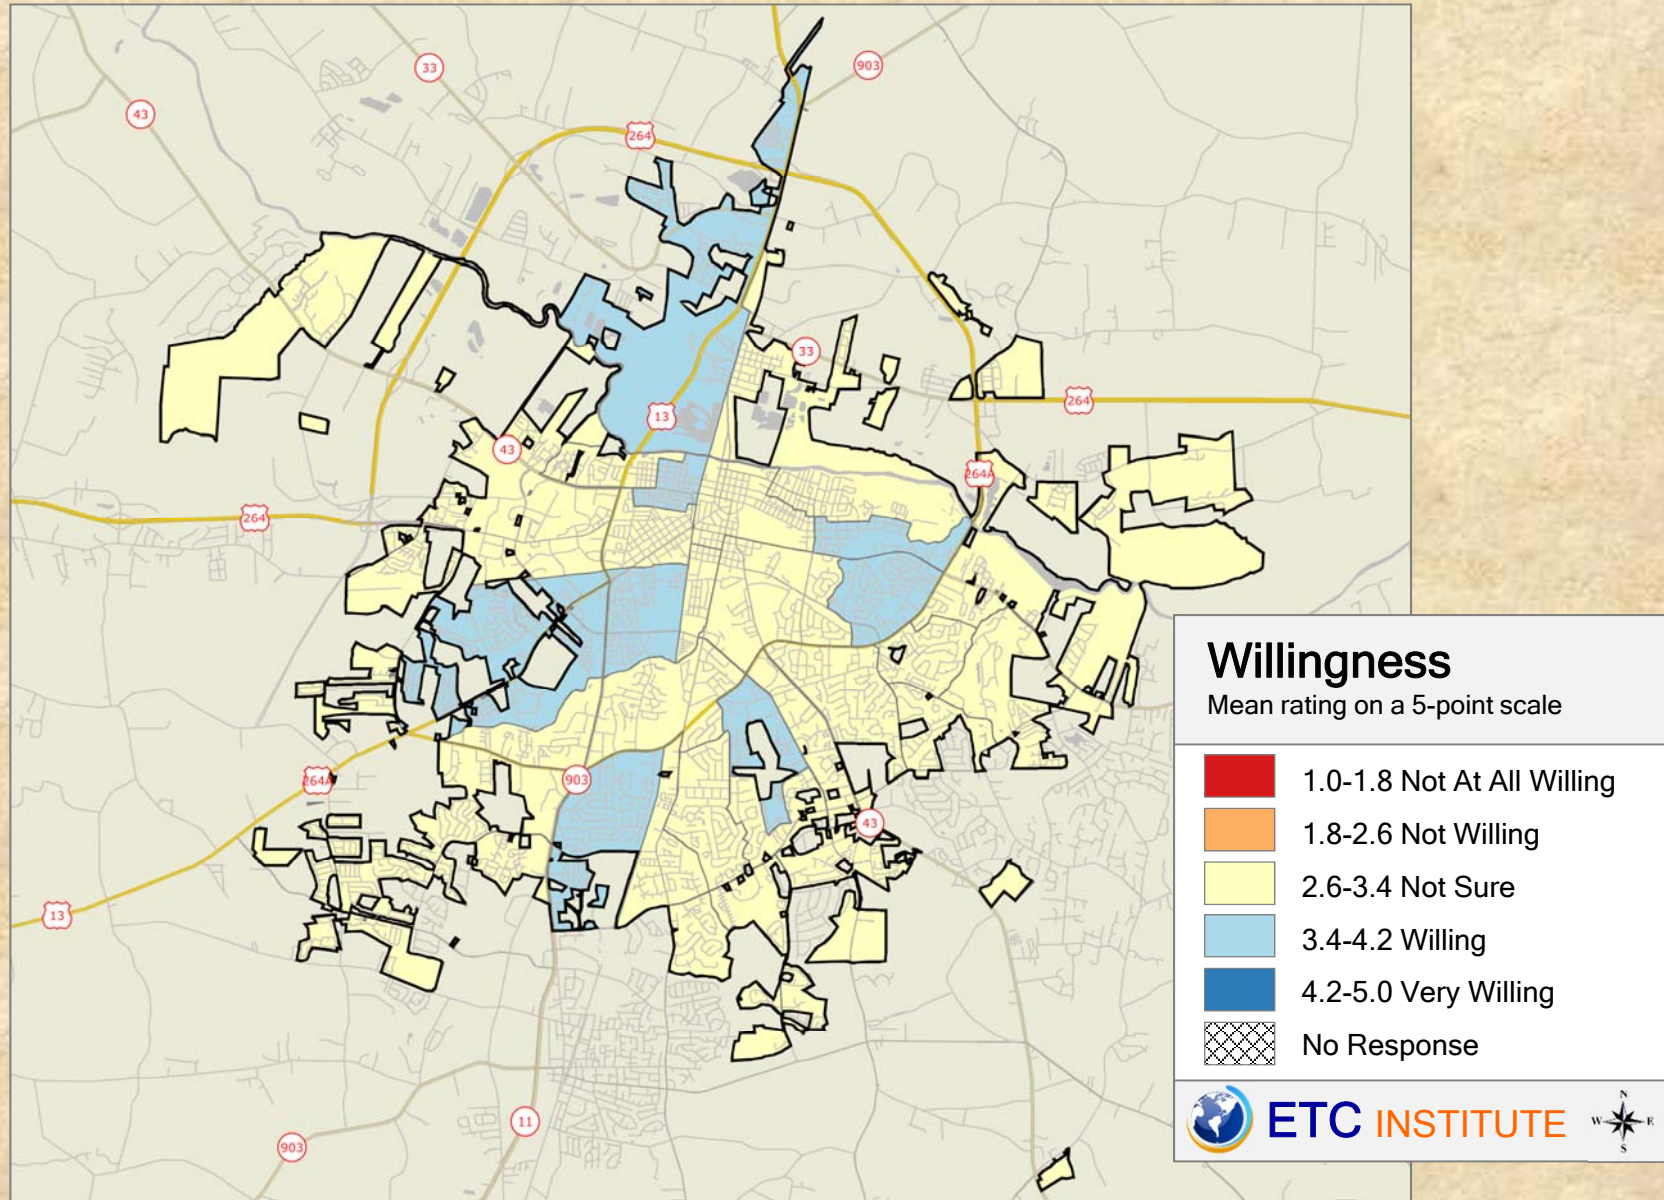 33
903
43
264
33
264
13
43
264A
264
264A
903
43
13
11
903
Willingness
Mean rating on a 5-point scale
1.0-1.8 Not At All Willing
1.8-2.6 Not Willing
2.6-3.4 Not Sure
3.4-4.2 Willing
4.2-5.0 Very Willing
No Response
ETC INSTITUTE
N
W E
S